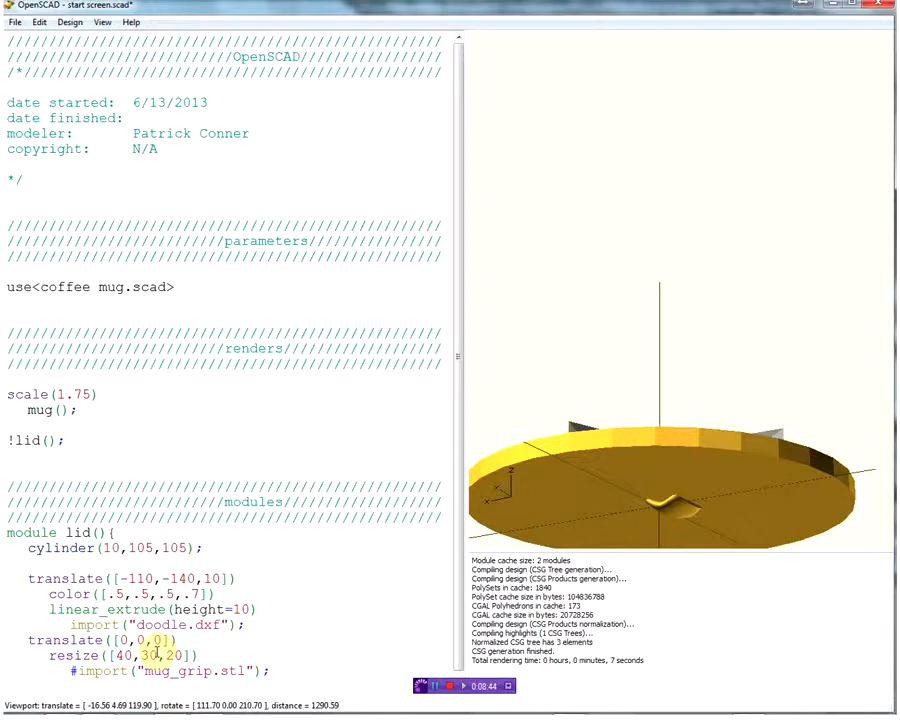 OpenSCAD - start screen.scad*
File Edit Design View Help
////////////////////////////////////////////////////
///////////////////////////OpenSCAD/////////////////
/*//////////////////////////////////////////////////
date started: 6/13/2013
date finished:
modeler: Patrick Conner
copyright: N/A
*/
////////////////////////////////////////////////////
//////////////////////////parameters////////////////
////////////////////////////////////////////////////
use<coffee mug.scad>
////////////////////////////////////////////////////
//////////////////////////renders///////////////////
////////////////////////////////////////////////////
scale(1.75)
mug();
!lid();
////////////////////////////////////////////////////
//////////////////////////modules///////////////////
////////////////////////////////////////////////////
module lid(){
cylinder(10,105,105);
translate([-110,-140,10])
color([.5,.5,.5,.7])
linear_extrude(height=10)
import("doodle.dxf");
translate([0,0,0])
resize([40,30,20])
#import("mug_grip.stl");
Z
Y
X
Module cache size: 2 modules
Compiling design (CSG Tree generation)...
Compiling design (CSG Products generation)...
PolySets in cache: 1840
PolySet cache size in bytes: 104836788
CGAL Polyhedrons in cache: 173
CGAL cache size in bytes: 20728256
Compiling design (CSG Products normalization)...
Compiling highlights (1 CSG Trees)...
Normalized CSG tree has 3 elements
CSG generation finished.
Total rendering time: 0 hours, 0 minutes, 7 seconds
0:08:44
Viewport: translate = [ -16.56 4.69 119.90 ], rotate = [ 111.70 0.00 210.70 ], distance = 1290.59